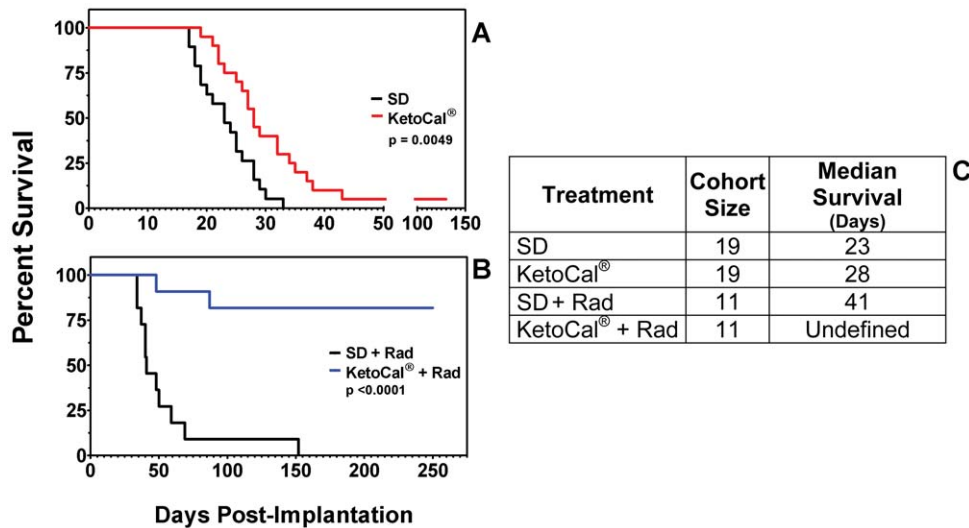 Percent Survival
A
100
75
50
25
0
SD
KetoCal®
p = 0.0049
0 10 20 30 40 50 100 150
B
100
75
50
25
0
SD + Rad
KetoCal® + Rad
p <0.0001
0 50 100 150 200 250
Days Post-Implantation
C
Treatment Cohort Size Median Survival (Days)
SD 19 23
KetoCal® 19 28
SD + Rad 11 41
KetoCal® + Rad 11 Undefined